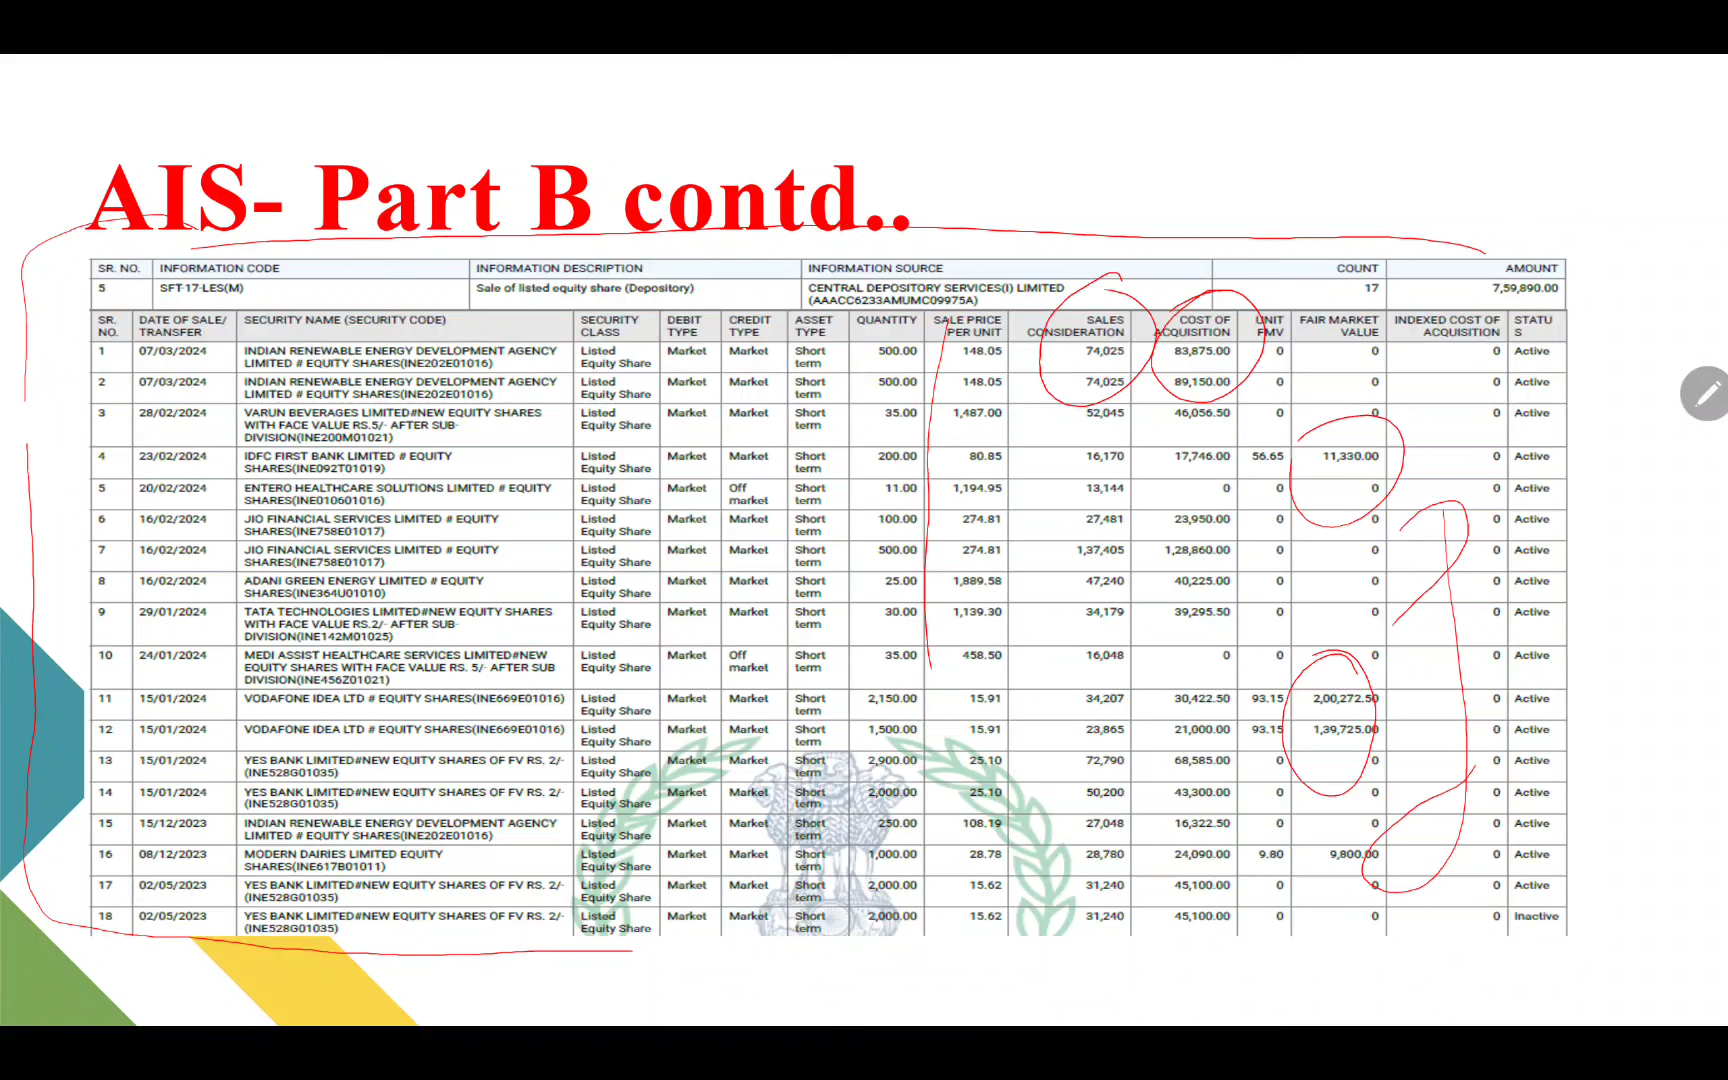 AIS- Part B contd..
SR. NO. INFORMATION CODE INFORMATION DESCRIPTION INFORMATION SOURCE COUNT AMOUNT
5 SFT-17-LES(M) Sale of listed equity share (Depository) CENTRAL DEPOSITORY SERVICES(I) LIMITED 17 7,59,890.00
(AAACC6233AMUMC09975A)
SR. DATE OF SALE/ SECURITY NAME (SECURITY CODE) SECURITY DEBIT CREDIT ASSET QUANTITY SALE PRICE SALES COST OF UNIT FAIR MARKET INDEXED COST OF STATU
NO. TRANSFER CLASS TYPE TYPE TYPE PER UNIT CONSIDERATION ACQUISITION FMV VALUE ACQUISITION S
1 07/03/2024 INDIAN RENEWABLE ENERGY DEVELOPMENT AGENCY Listed Market Market Short 500.00 148.05 74,025 83,875.00 0 0 0 Active
LIMITED # EQUITY SHARES(INE202E01016) Equity Share term
2 07/03/2024 INDIAN RENEWABLE ENERGY DEVELOPMENT AGENCY Listed Market Market Short 500.00 148.05 74,025 89,150.00 0 0 0 Active
LIMITED # EQUITY SHARES(INE202E01016) Equity Share term
3 28/02/2024 VARUN BEVERAGES LIMITED#NEW EQUITY SHARES Listed Market Market Short 35.00 1,487.00 52,045 46,056.50 0 0 0 Active
WITH FACE VALUE RS.5/- AFTER SUB- Equity Share term
DIVISION(INE200M01021)
4 23/02/2024 IDFC FIRST BANK LIMITED # EQUITY Listed Market Market Short 200.00 80.85 16,170 17,746.00 56.65 11,330.00 0 Active
SHARES(INE092T01019) Equity Share term
5 20/02/2024 ENTERO HEALTHCARE SOLUTIONS LIMITED # EQUITY Listed Market Off Short 11.00 1,194.95 13,144 0 0 0 0 Active
SHARES(INE010601016) Equity Share market term
6 16/02/2024 JIO FINANCIAL SERVICES LIMITED # EQUITY Listed Market Market Short 100.00 274.81 27,481 23,950.00 0 0 0 Active
SHARES(INE758E01017) Equity Share term
7 16/02/2024 JIO FINANCIAL SERVICES LIMITED # EQUITY Listed Market Market Short 500.00 274.81 1,37,405 1,28,860.00 0 0 0 Active
SHARES(INE758E01017) Equity Share term
8 16/02/2024 ADANI GREEN ENERGY LIMITED # EQUITY Listed Market Market Short 25.00 1,889.58 47,240 40,225.00 0 0 0 Active
SHARES(INE364U01010) Equity Share term
9 29/01/2024 TATA TECHNOLOGIES LIMITED#NEW EQUITY SHARES Listed Market Market Short 30.00 1,139.30 34,179 39,295.50 0 0 0 Active
WITH FACE VALUE RS.2/- AFTER SUB- Equity Share term
DIVISION(INE142M01025)
10 24/01/2024 MEDI ASSIST HEALTHCARE SERVICES LIMITED#NEW Listed Market Off Short 35.00 458.50 16,048 0 0 0 0 Active
EQUITY SHARES WITH FACE VALUE RS. 5/- AFTER SUB Equity Share market term
DIVISION(INE456Z01021)
11 15/01/2024 VODAFONE IDEA LTD # EQUITY SHARES(INE669E01016) Listed Market Market Short 2,150.00 15.91 34,207 30,422.50 93.15 2,00,272.50 0 Active
Equity Share term
12 15/01/2024 VODAFONE IDEA LTD # EQUITY SHARES(INE669E01016) Listed Market Market Short 1,500.00 15.91 23,865 21,000.00 93.15 1,39,725.00 0 Active
Equity Share term
13 15/01/2024 YES BANK LIMITED#NEW EQUITY SHARES OF FV RS. 2/- Listed Market Market Short 2,900.00 25.10 72,790 68,585.00 0 0 0 Active
(INE528G01035) Equity Share term
14 15/01/2024 YES BANK LIMITED#NEW EQUITY SHARES OF FV RS. 2/- Listed Market Market Short 2,000.00 25.10 50,200 43,300.00 0 0 0 Active
(INE528G01035) Equity Share term
15 15/12/2023 INDIAN RENEWABLE ENERGY DEVELOPMENT AGENCY Listed Market Market Short 250.00 108.19 27,048 16,322.50 0 0 0 Active
LIMITED # EQUITY SHARES(INE202E01016) Equity Share term
16 08/12/2023 MODERN DAIRIES LIMITED EQUITY Listed Market Market Short 1,000.00 28.78 28,780 24,090.00 9.80 9,800.00 0 Active
SHARES(INE617B01011) Equity Share term
17 02/05/2023 YES BANK LIMITED#NEW EQUITY SHARES OF FV RS. 2/- Listed Market Market Short 2,000.00 15.62 31,240 45,100.00 0 0 0 Active
(INE528G01035) Equity Share term
18 02/05/2023 YES BANK LIMITED#NEW EQUITY SHARES OF FV RS. 2/- Listed Market Market Short 2,000.00 15.62 31,240 45,100.00 0 0 0 Inactive
(INE528G01035) Equity Share term